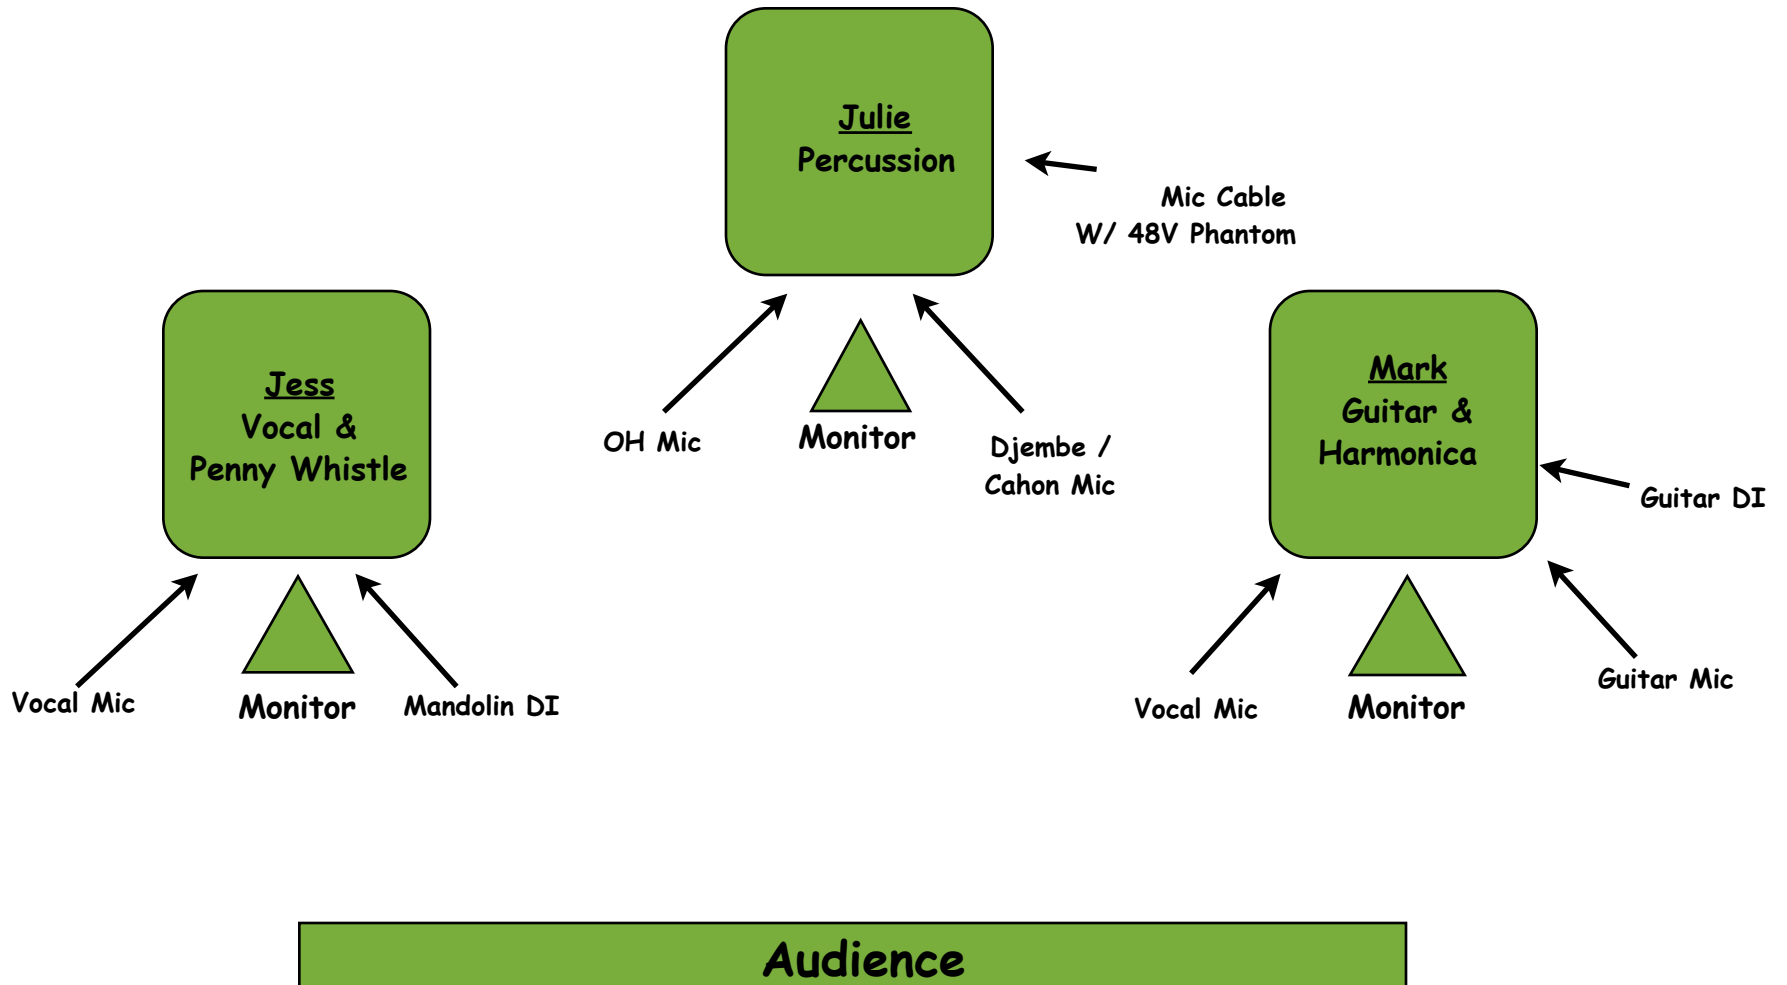 Julie
Percussion
Mic Cable
W/ 48V Phantom
OH Mic
Monitor
Djembe /
Cahon Mic
Jess
Vocal &
Penny Whistle
Vocal Mic
Monitor
Mandolin DI
Mark
Guitar &
Harmonica
Guitar DI
Vocal Mic
Monitor
Guitar Mic
Audience